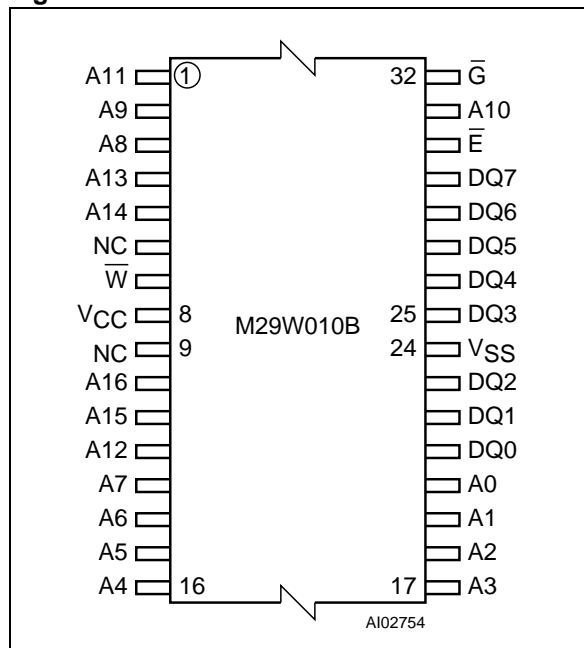 A11 1 32 G̅
A9 A10
A8 E̅
A13 DQ7
A14 DQ6
NC DQ5
W̅ DQ4
VCC 8 M29W010B 25 DQ3
NC 9 24 VSS
A16 DQ2
A15 DQ1
A12 DQ0
A7 A0
A6 A1
A5 A2
A4 16 17 A3
AI02754